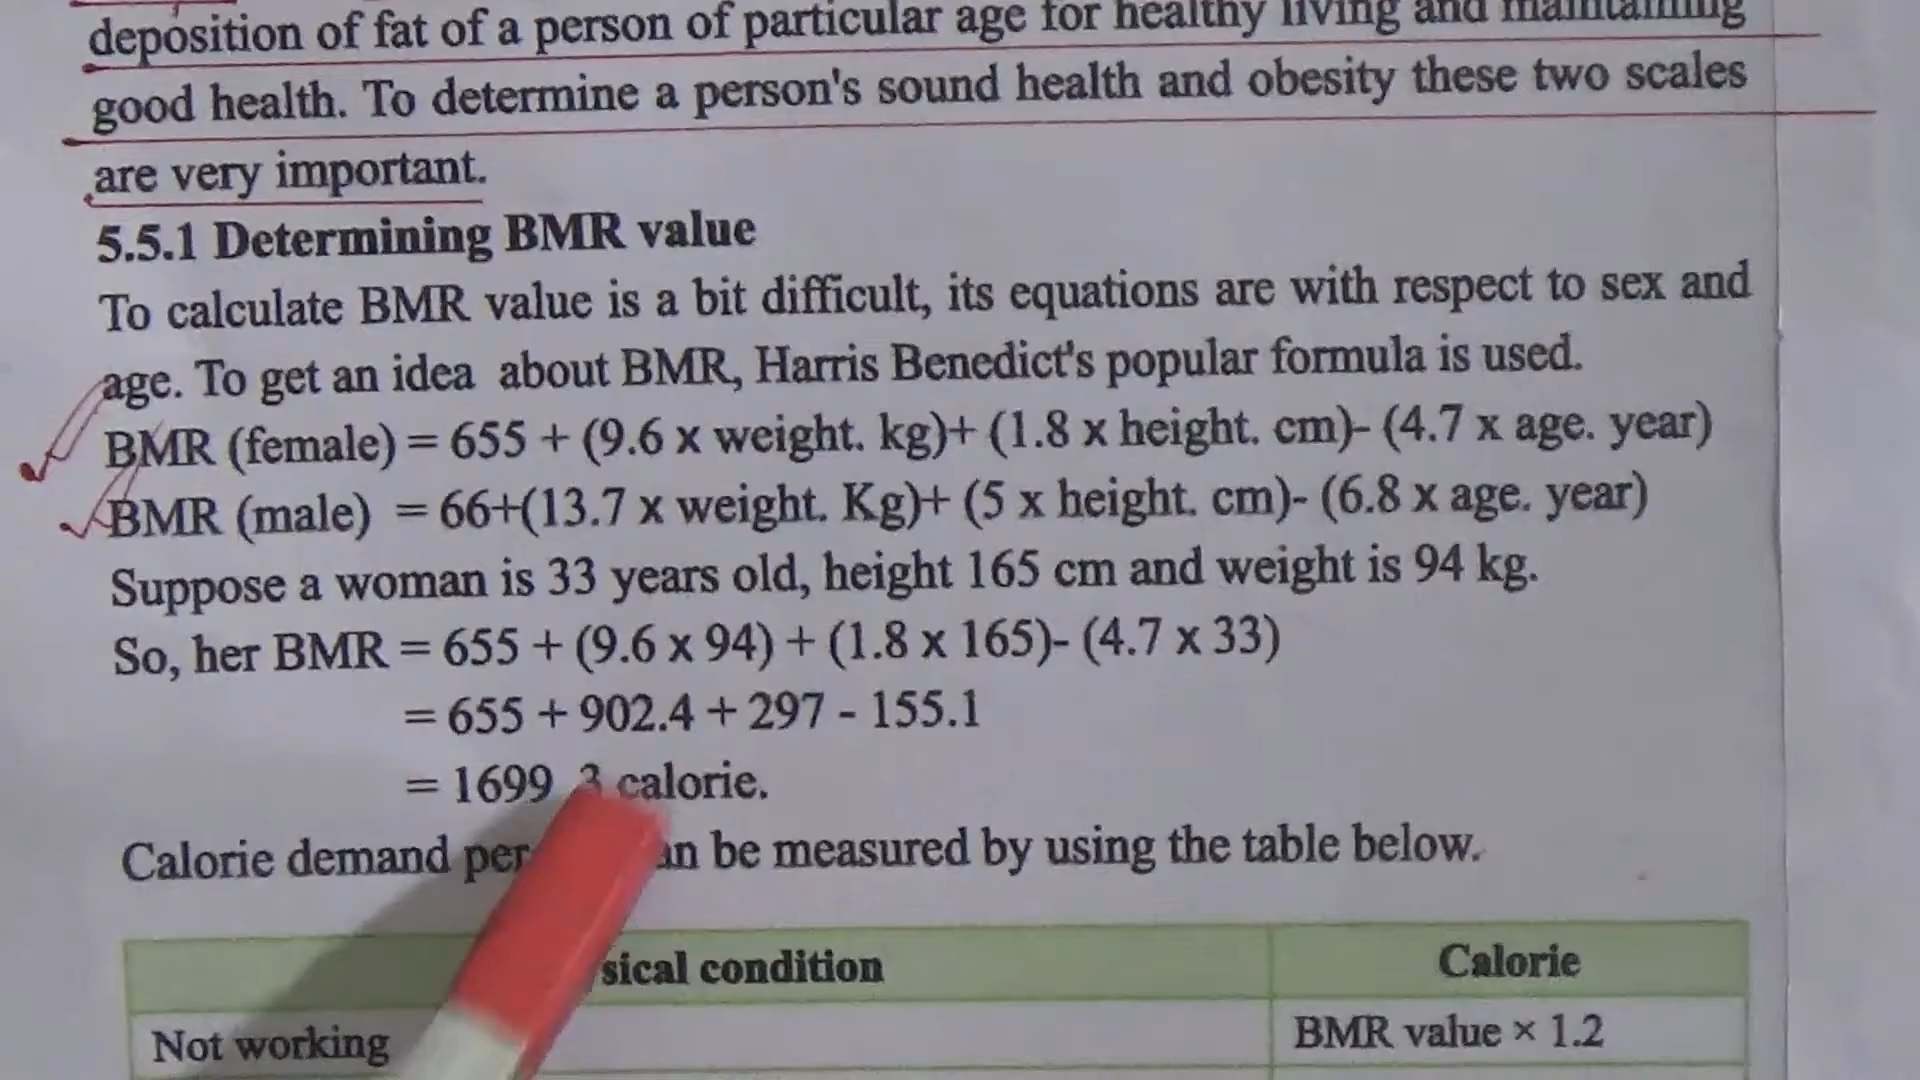 deposition of fat of a person of particular age for healthy living and maintaining
good health. To determine a person's sound health and obesity these two scales
are very important.
5.5.1 Determining BMR value
To calculate BMR value is a bit difficult, its equations are with respect to sex and
age. To get an idea about BMR, Harris Benedict's popular formula is used.
BMR (female) = 655 + (9.6 x weight. kg)+ (1.8 x height. cm)- (4.7 x age. year)
BMR (male) = 66+(13.7 x weight. Kg)+ (5 x height. cm)- (6.8 x age. year)
Suppose a woman is 33 years old, height 165 cm and weight is 94 kg.
So, her BMR = 655 + (9.6 x 94) + (1.8 x 165)- (4.7 x 33)
= 655 + 902.4 + 297 - 155.1
= 1699 3 calorie.
Calorie demand per be measured by using the table below.
condition Calorie
Not working BMR value × 1.2